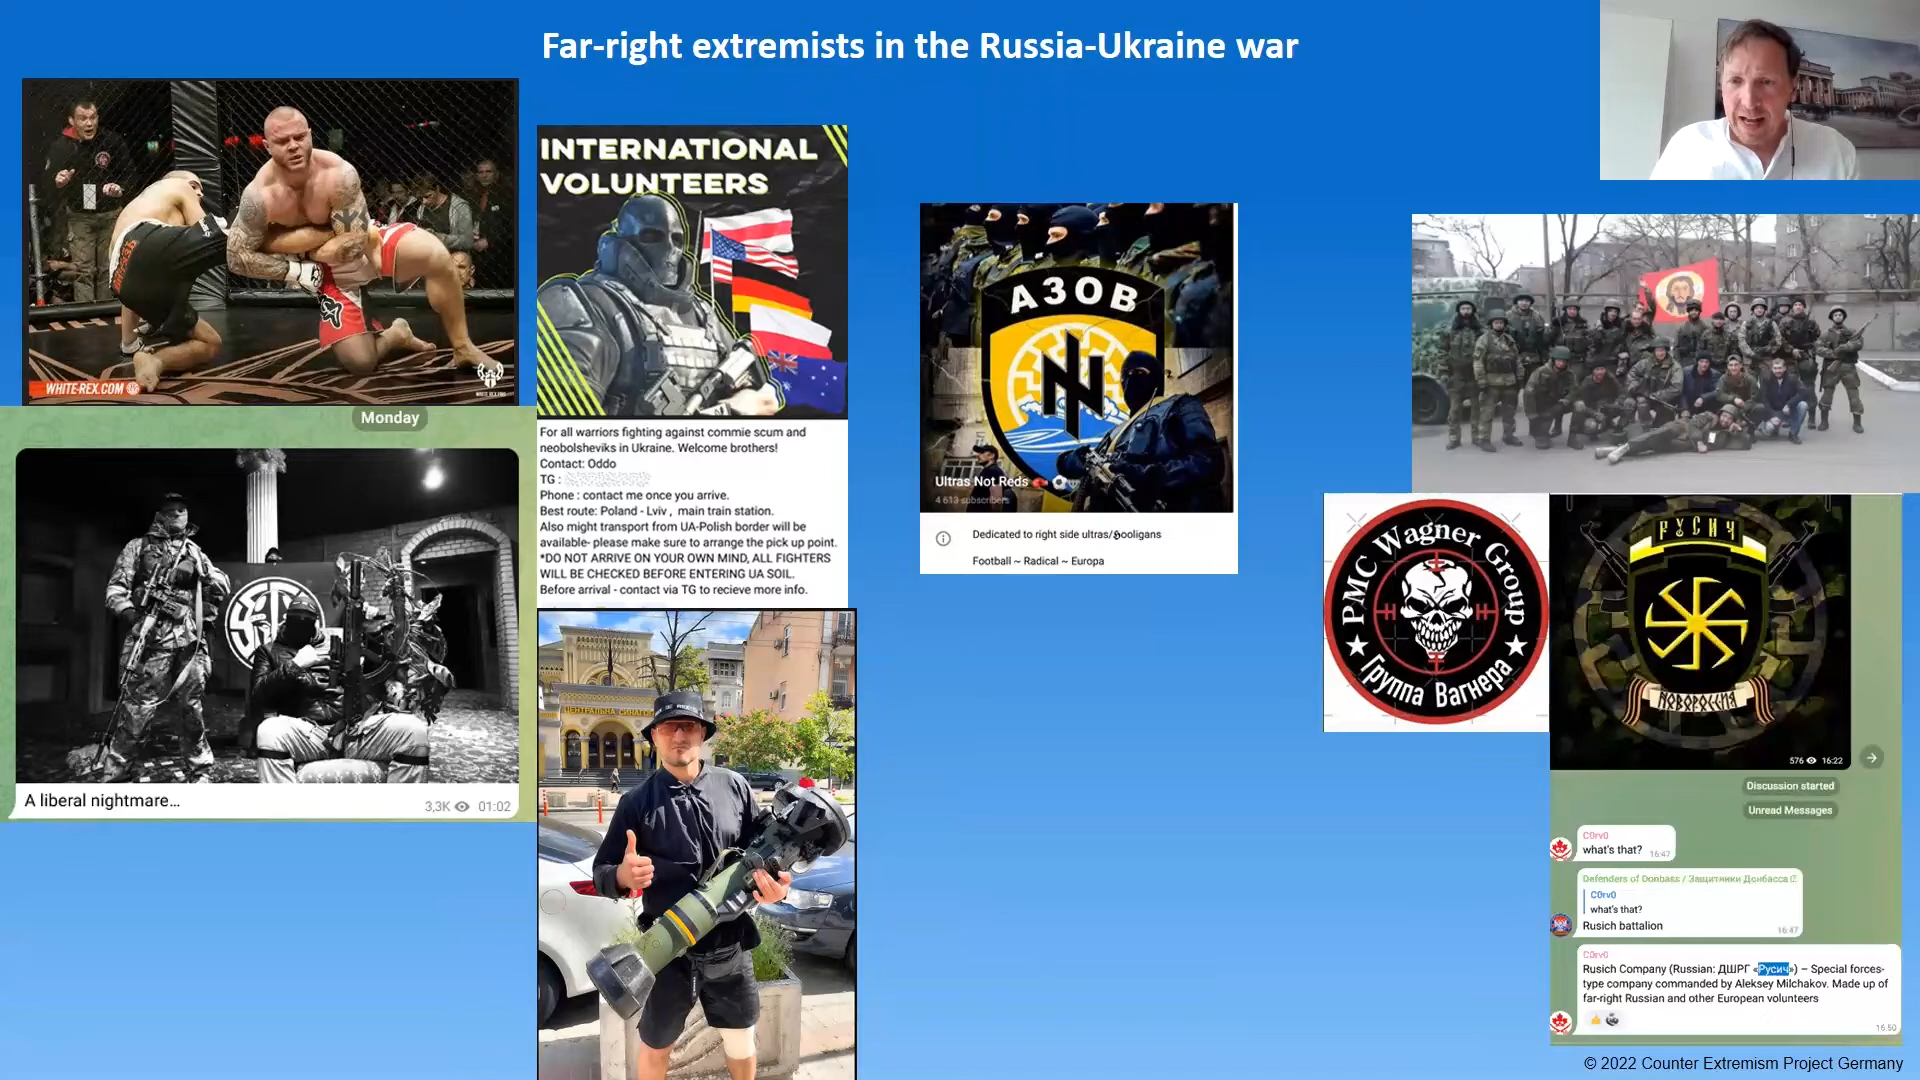 Far-right extremists in the Russia-Ukraine war
WHITE-REX.COM
Monday
A liberal nightmare...
3,3K 01:02
INTERNATIONAL
VOLUNTEERS
For all warriors fighting against commie scum and
neobolsheviks in Ukraine. Welcome brothers!
Contact: Oddo
TG :
Phone : contact me once you arrive.
Best route: Poland - Lviv , main train station.
Also might transport from UA-Polish border will be
available- please make sure to arrange the pick up point.
*DO NOT ARRIVE ON YOUR OWN MIND, ALL FIGHTERS
WILL BE CHECKED BEFORE ENTERING UA SOIL.
Before arrival - contact via TG to recieve more info.
ЦЕНТРАЛЬНА СИНАГОГА
АЗОВ
Ultras Not Reds
4 613 subscribers
Dedicated to right side ultras/𝕳ooligans
Football ~ Radical ~ Europa
PMC Wagner Group
Группа Вагнера
РУСИЧ
НОВОРОССИЯ
576 16:22
Discussion started
Unread Messages
C0rv0
what's that? 16:47
Defenders of Donbass / Защитники Донбасса
C0rv0
what's that?
Rusich battalion
16:47
C0rv0
Rusich Company (Russian: ДШРГ «Русич») – Special forces-
type company commanded by Aleksey Milchakov. Made up of
far-right Russian and other European volunteers
16:50
© 2022 Counter Extremism Project Germany